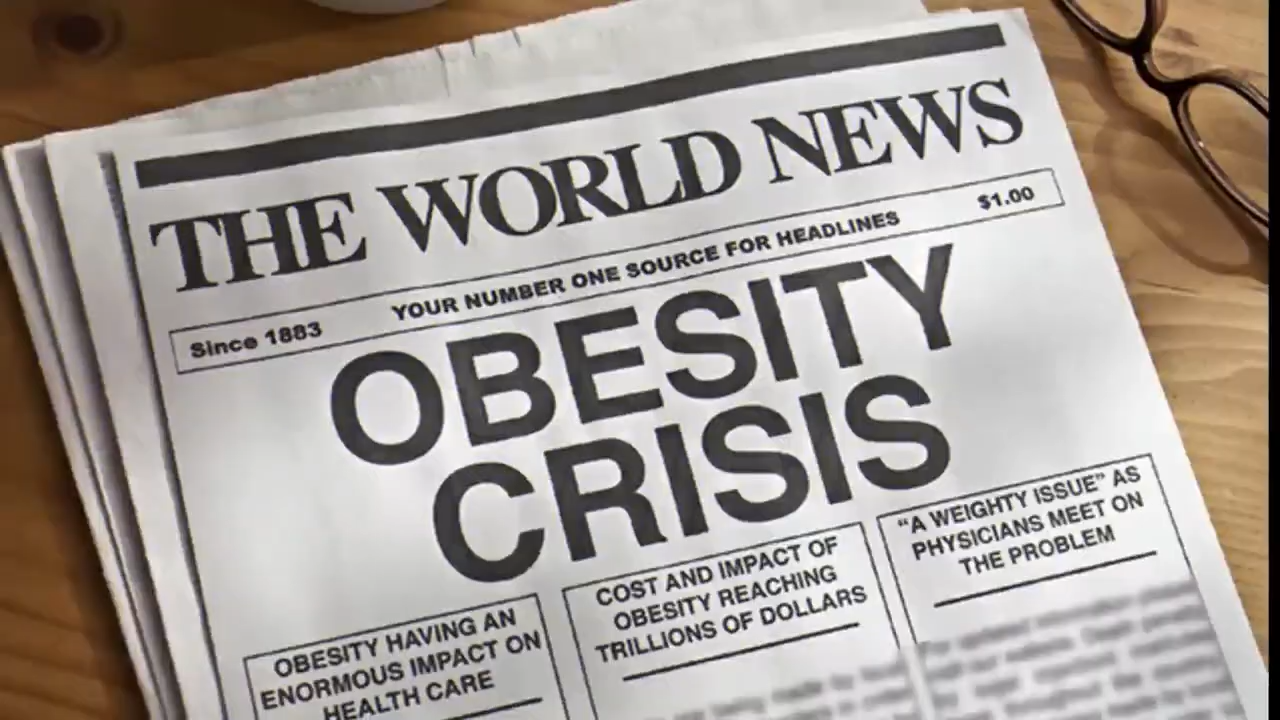 THE WORLD NEWS
Since 1883 YOUR NUMBER ONE SOURCE FOR HEADLINES $1.00
OBESITY
CRISIS
OBESITY HAVING AN
ENORMOUS IMPACT ON
HEALTH CARE
COST AND IMPACT OF
OBESITY REACHING
TRILLIONS OF DOLLARS
“A WEIGHTY ISSUE” AS
PHYSICIANS MEET ON
THE PROBLEM